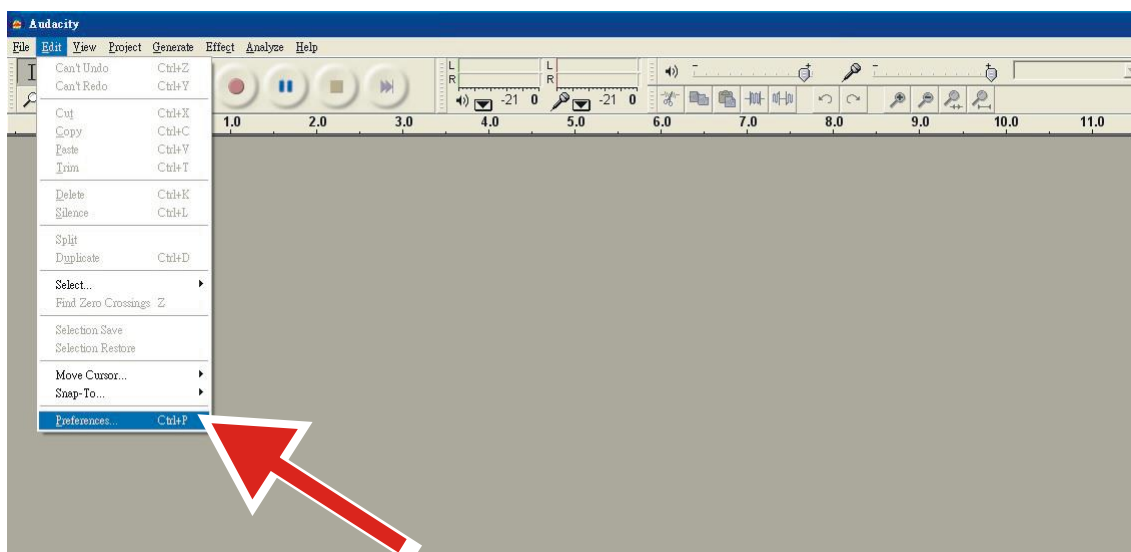 Audacity
File Edit View Project Generate Effect Analyze Help
Can't Undo Ctrl+Z
Can't Redo Ctrl+Y
Cut Ctrl+X
Copy Ctrl+C
Paste Ctrl+V
Trim Ctrl+T
Delete Ctrl+K
Silence Ctrl+L
Split
Duplicate Ctrl+D
Select...
Find Zero Crossings Z
Selection Save
Selection Restore
Move Cursor...
Snap-To...
Preferences... Ctrl+P
L L
R R
-21 0 -21 0
1.0 2.0 3.0 4.0 5.0 6.0 7.0 8.0 9.0 10.0 11.0